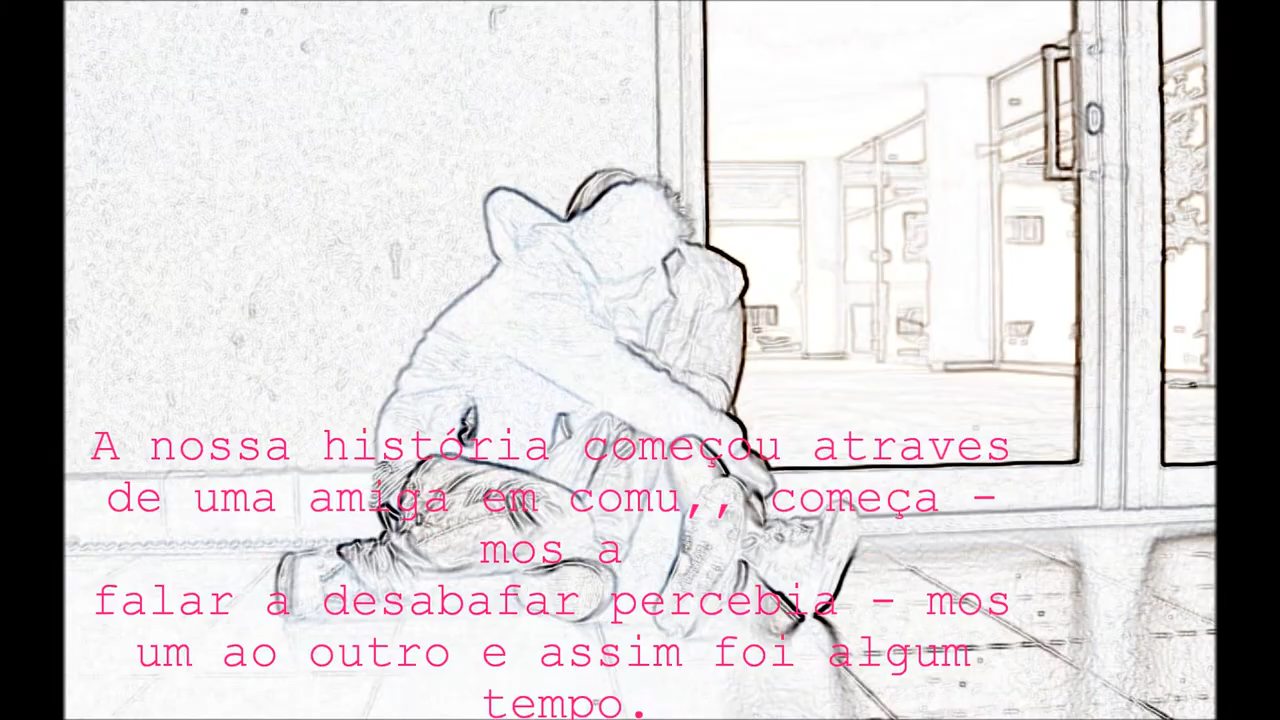 A nossa história começou atraves
de uma amiga em comu,, começa -
mos a
falar a desabafar percebia - mos
um ao outro e assim foi algum
tempo.